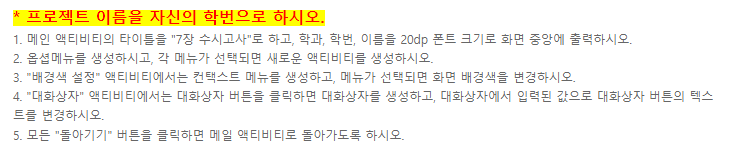 * 프로젝트 이름을 자신의 학번으로 하시오.
1. 메인 액티비티의 타이틀을 "7장 수시고사"로 하고, 학과, 학번, 이름을 20dp 폰트 크기로 화면 중앙에 출력하시오.
2. 옵셥메뉴를 생성하시고, 각 메뉴가 선택되면 새로운 액티비티를 생성하시오.
3. "배경색 설정" 액티비티에서는 컨택스트 메뉴를 생성하고, 메뉴가 선택되면 화면 배경색을 변경하시오.
4. "대화상자" 액티비티에서는 대화상자 버튼을 클릭하면 대화상자를 생성하고, 대화상자에서 입력된 값으로 대화상자 버튼의 텍스
트를 변경하시오.
5. 모든 "돌아기기" 버튼을 클릭하면 메일 액티비티로 돌아가도록 하시오.